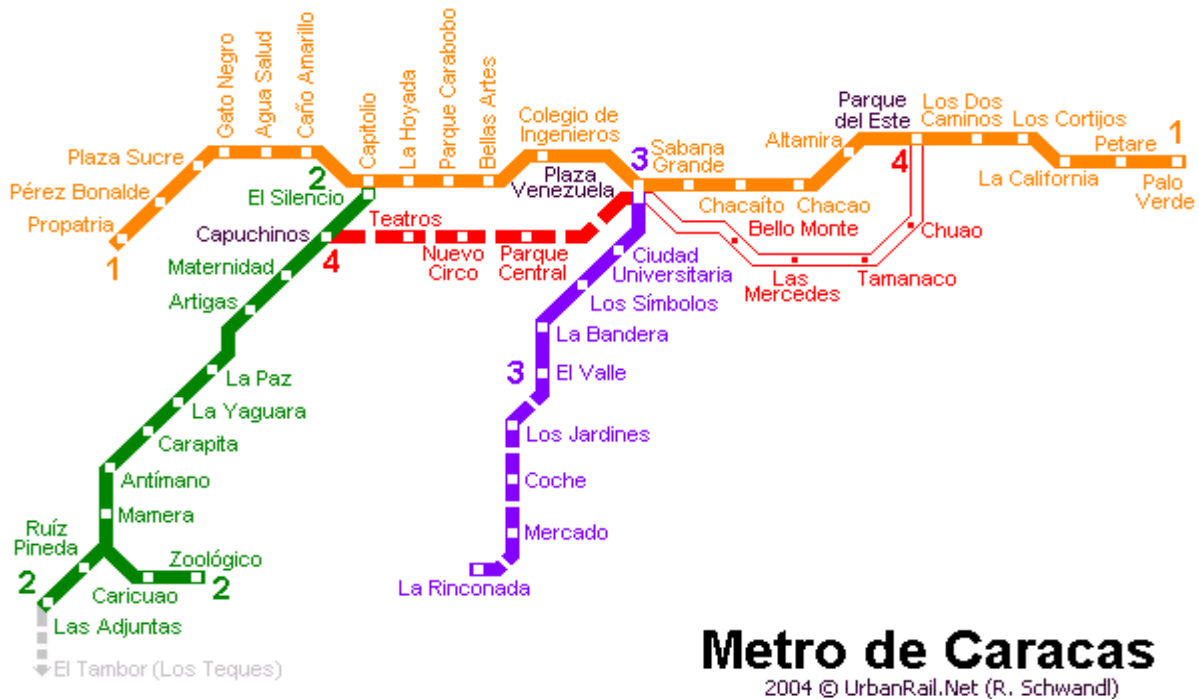 Gato Negro
Agua Salud
Caño Amarillo
Capitolio
La Hoyada
Parque Carabobo
Bellas Artes
Colegio de
Ingenieros
3
Plaza
Venezuela
Sabana
Grande
Chacaíto
Chacao
Altamira
Parque
del Este
4
Los Dos
Caminos
Los Cortijos
La California
Petare
1
Palo
Verde
Plaza Sucre
Pérez Bonalde
Propatria
1
2
El Silencio
Capuchinos
4
Teatros
Nuevo
Circo
Parque
Central
Bello Monte
Las
Mercedes
Tamanaco
Chuao
Maternidad
Artigas
La Paz
La Yaguara
Carapita
Antímano
Mamera
Ruíz
Pineda
2
Las Adjuntas
Caricuao
Zoológico
2
El Tambor (Los Teques)
Ciudad
Universitaria
Los Símbolos
La Bandera
3
El Valle
Los Jardines
Coche
Mercado
La Rinconada
Metro de Caracas
2004 © UrbanRail.Net (R. Schwandl)